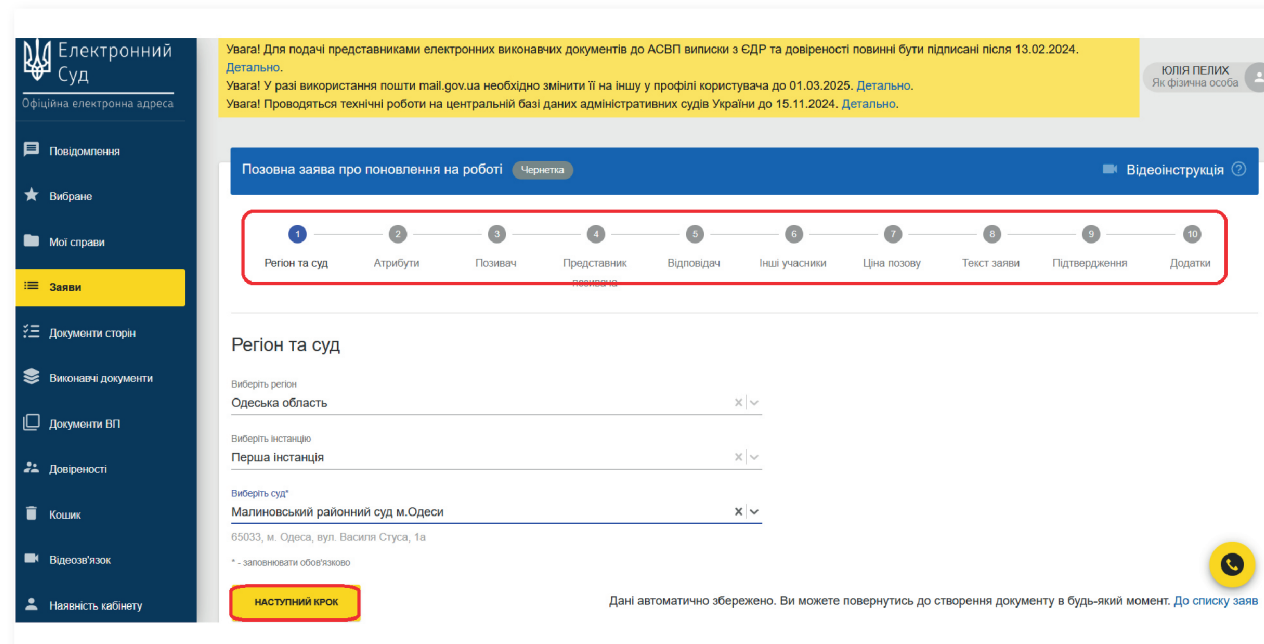 Електронний
Суд
Офіційна електронна адреса
Повідомлення
Вибране
Мої справи
Заяви
Документи сторін
Виконавчі документи
Документи ВП
Довіреності
Кошик
Відеозв'язок
Наявність кабінету
Увага! Для подачі представниками електронних виконавчих документів до АСВП виписки з ЄДР та довіреності повинні бути підписані після 13.02.2024.
Детально.
Увага! У разі використання пошти mail.gov.ua необхідно змінити її на іншу у профілі користувача до 01.03.2025. Детально.
Увага! Проводяться технічні роботи на центральній базі даних адміністративних судів України до 15.11.2024. Детально.
ЮЛІЯ ПЕЛИХ
Як фізична особа
Позовна заява про поновлення на роботі Чернетка
Відеоінструкція ?
1 2 3 4 5 6 7 8 9 10
Регіон та суд Атрибути Позивач Представник Відповідач Інші учасники Ціна позову Текст заяви Підтвердження Додатки
позивача
Регіон та суд
Виберіть регіон
Одеська область
Виберіть інстанцію
Перша інстанція
Виберіть суд*
Малиновський районний суд м.Одеси
65033, м. Одеса, вул. Василя Стуса, 1а
* - заповнювати обов'язково
НАСТУПНИЙ КРОК
Дані автоматично збережено. Ви можете повернутись до створення документу в будь-який момент. До списку заяв